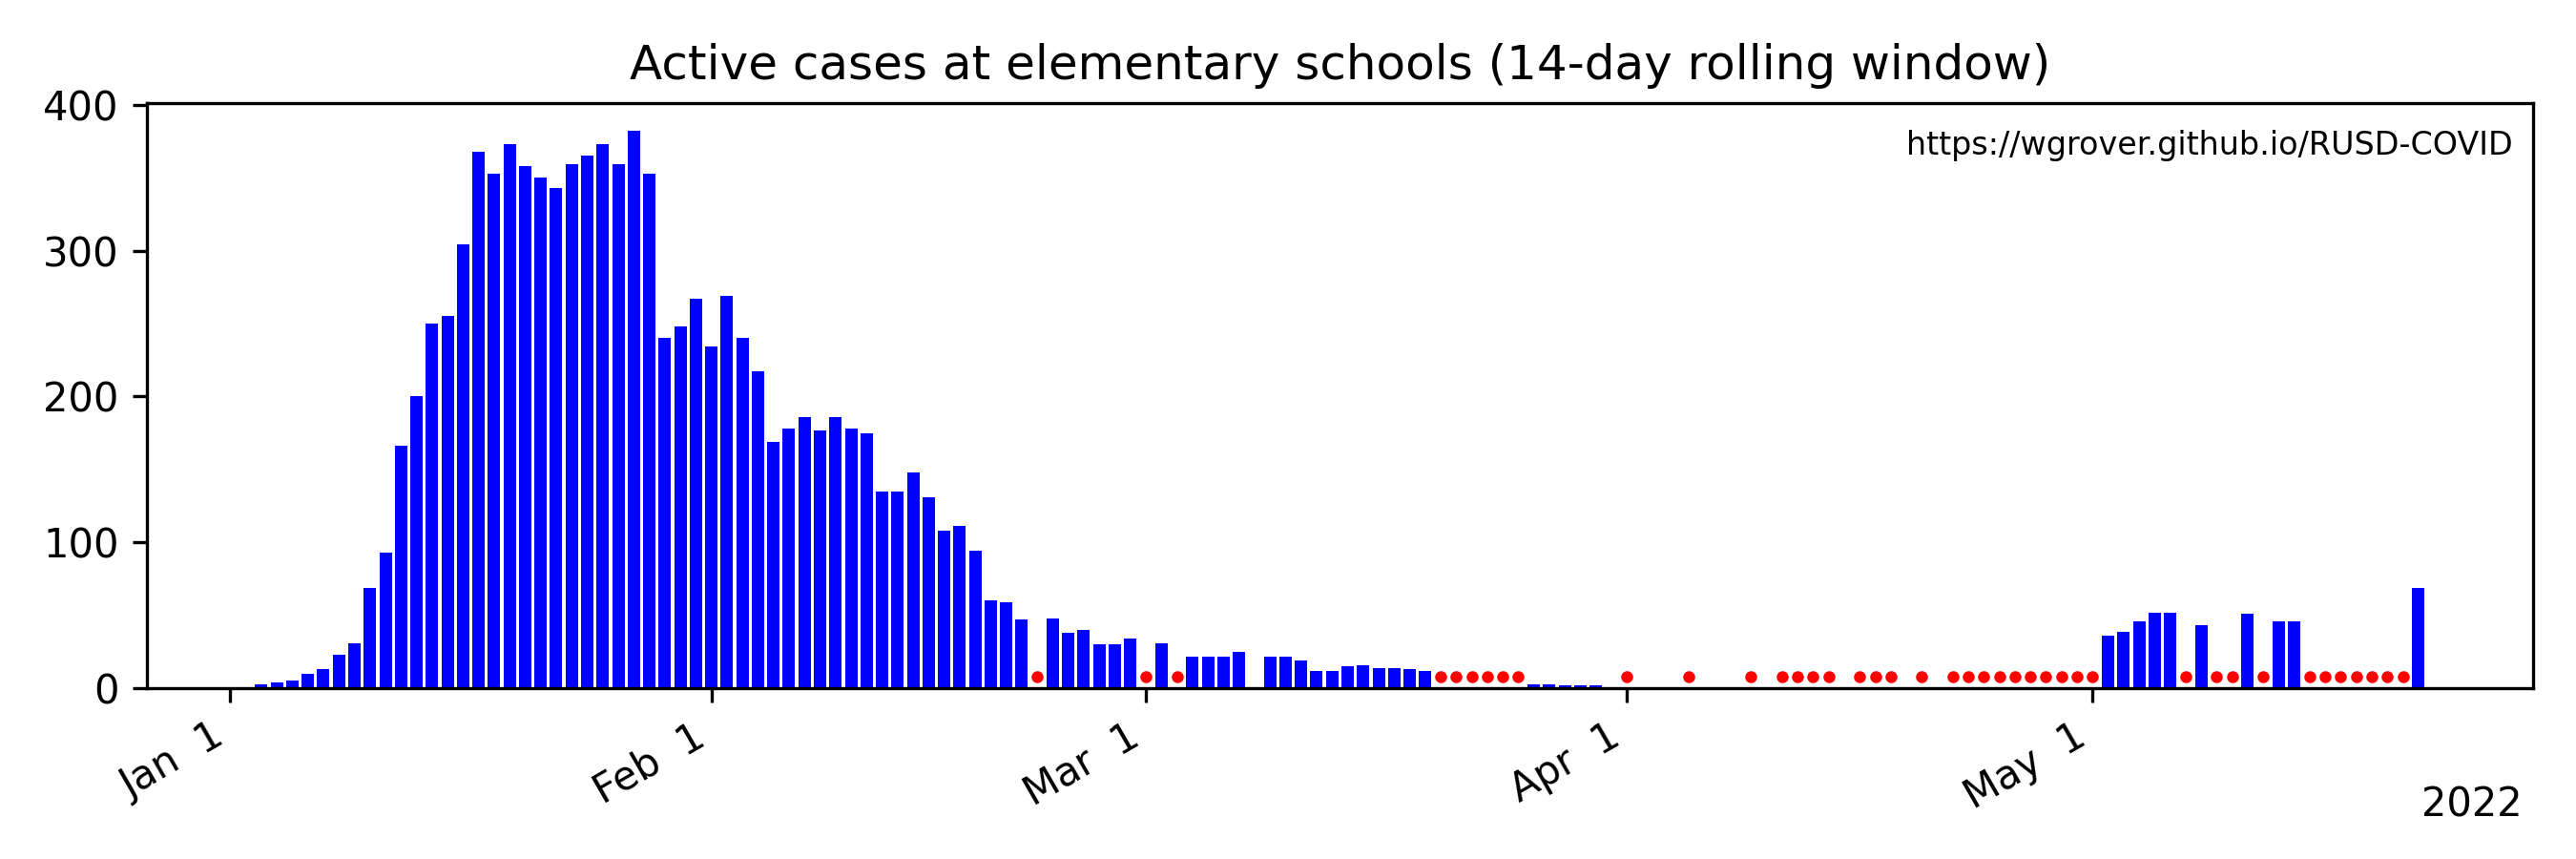 Active cases at elementary schools (14-day rolling window)
400
https://wgrover.github.io/RUSD-COVID
300
200
100
0
Jan 1
Feb 1
Mar 1
Apr 1
May 1
2022